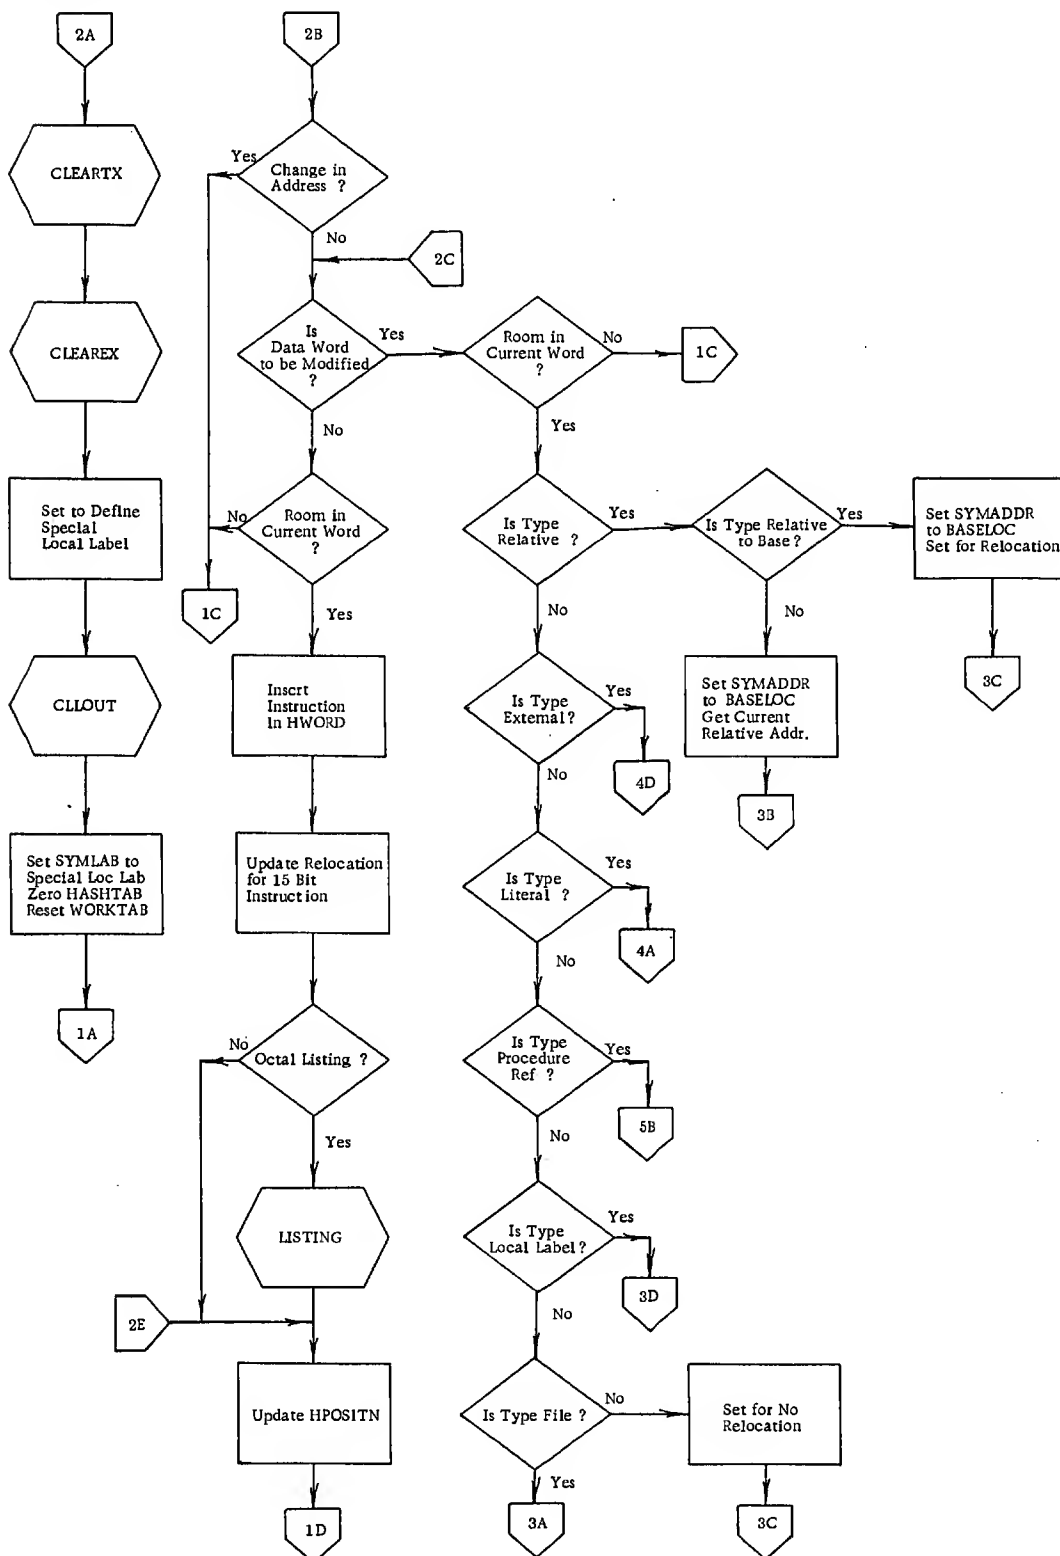 2A
CLEARTX
CLEAREX
Set to Define
Special
Local Label
CLLOUT
Set SYMLAB to
Special Loc Lab
Zero HASHTAB
Reset WORKTAB
1A
2B
Change in
Address ?
Yes
No
2C
Is
Data Word
to be Modified
?
Yes
No
Room in
Current Word
?
No
1C
Yes
Insert
Instruction
In HWORD
Update Relocation
for 15 Bit
Instruction
Octal Listing ?
No
Yes
LISTING
2E
Update HPOSITN
1D
Room in
Current Word
?
No
1C
Yes
Is Type
Relative ?
Yes
No
Is Type Relative
to Base?
Yes
Set SYMADDR
to BASELOC
Set for Relocation
3C
No
Set SYMADDR
to BASELOC
Get Current
Relative Addr.
3B
Is Type
External?
Yes
4D
No
Is Type
Literal ?
Yes
4A
No
Is Type
Procedure
Ref ?
Yes
5B
No
Is Type
Local Label?
Yes
3D
No
Is Type File ?
No
Set for No
Relocation
3C
Yes
3A